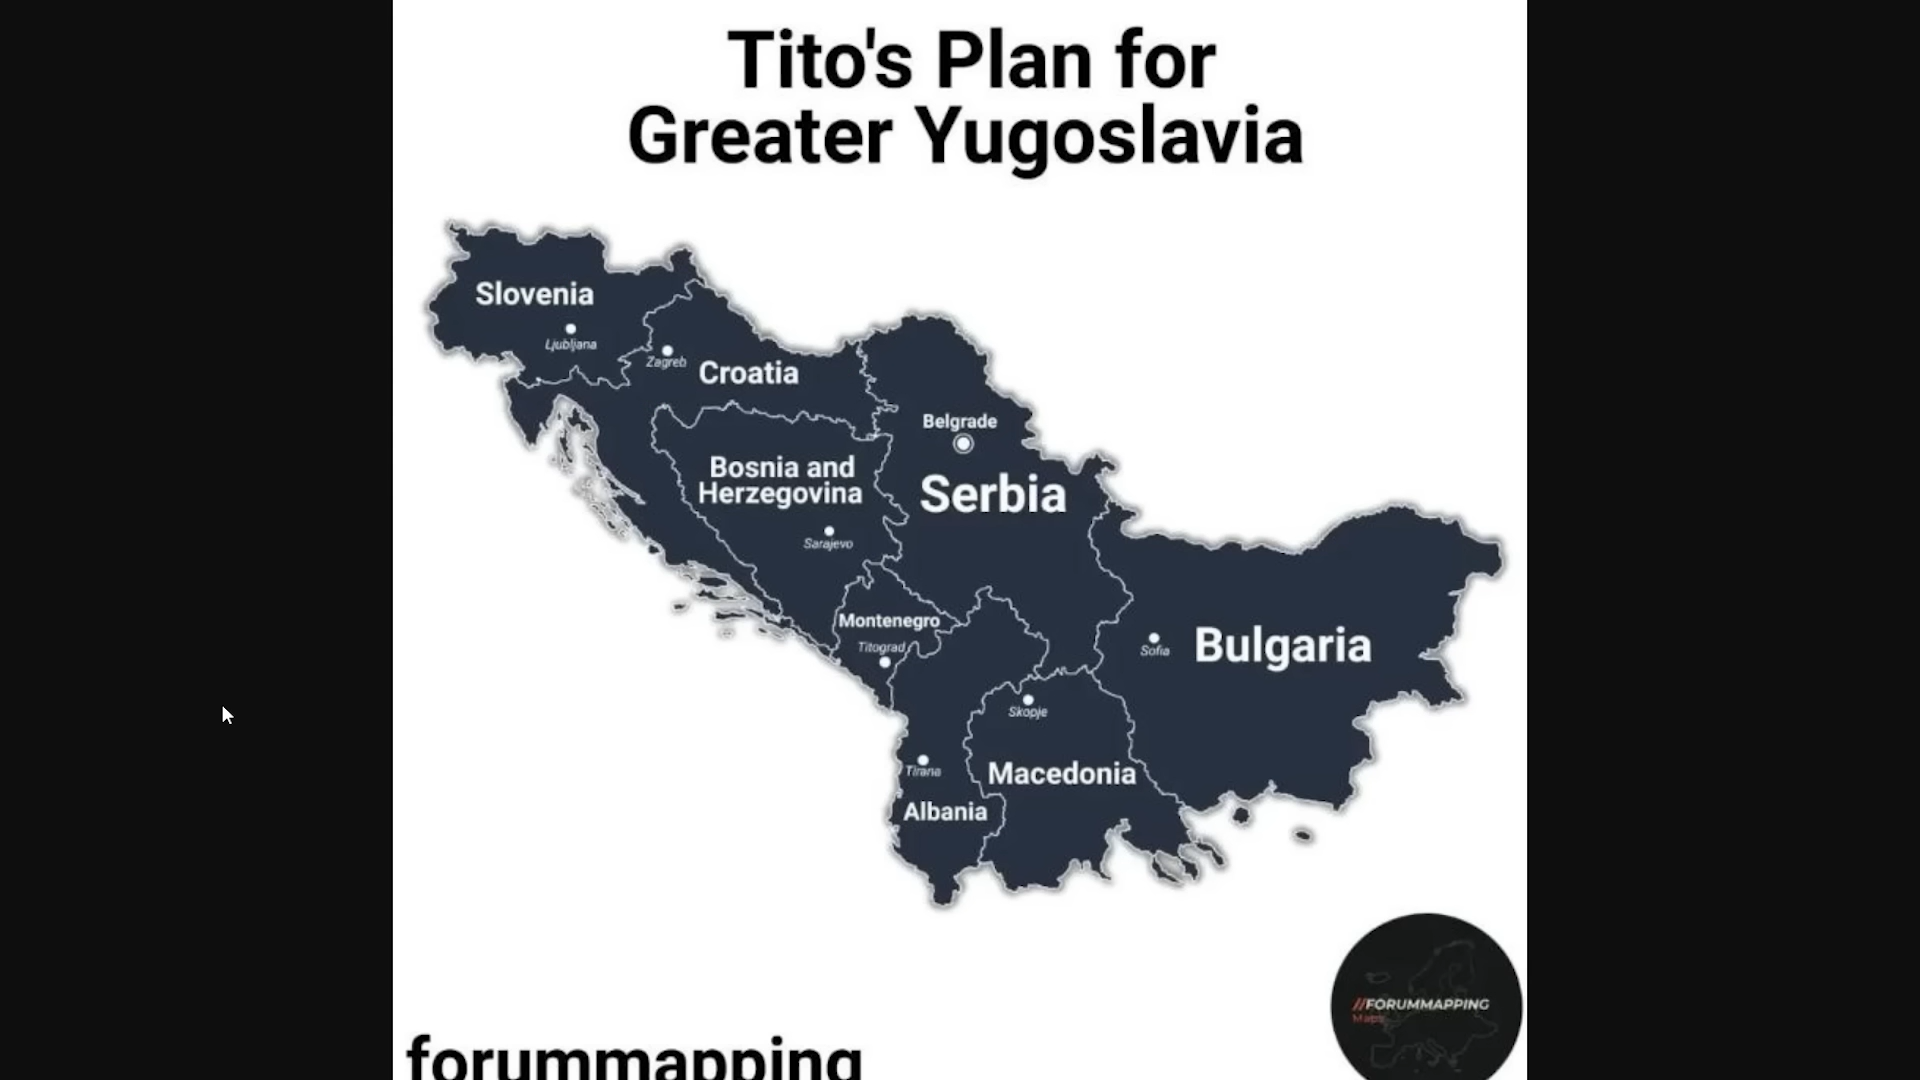 Tito's Plan for
Greater Yugoslavia
Slovenia
Ljubljana
Zagreb
Croatia
Belgrade
Bosnia and
Herzegovina
Serbia
Sarajevo
Montenegro
Titograd
Sofia
Bulgaria
Skopje
Tirana
Macedonia
Albania
//FORUMMAPPING
Maps
forummapping